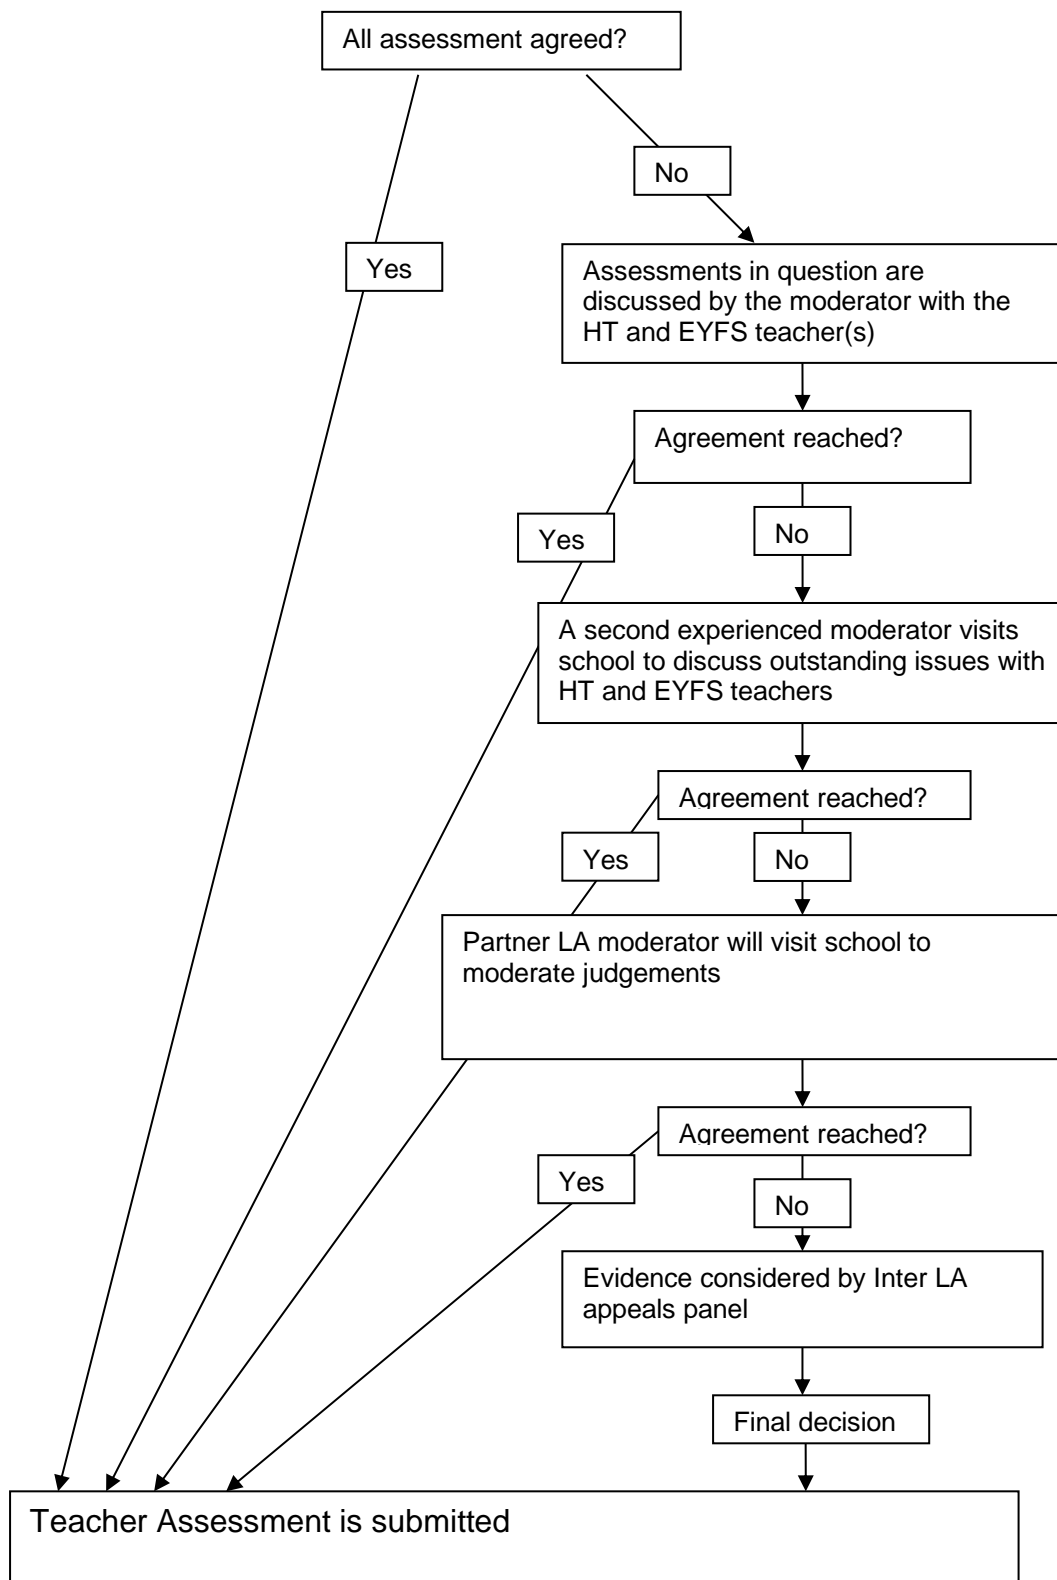 All assessment agreed?
No
Yes
Assessments in question are
discussed by the moderator with the
HT and EYFS teacher(s)
Agreement reached?
Yes
No
A second experienced moderator visits
school to discuss outstanding issues with
HT and EYFS teachers
Agreement reached?
Yes
No
Partner LA moderator will visit school to
moderate judgements
Agreement reached?
Yes
No
Evidence considered by Inter LA
appeals panel
Final decision
Teacher Assessment is submitted